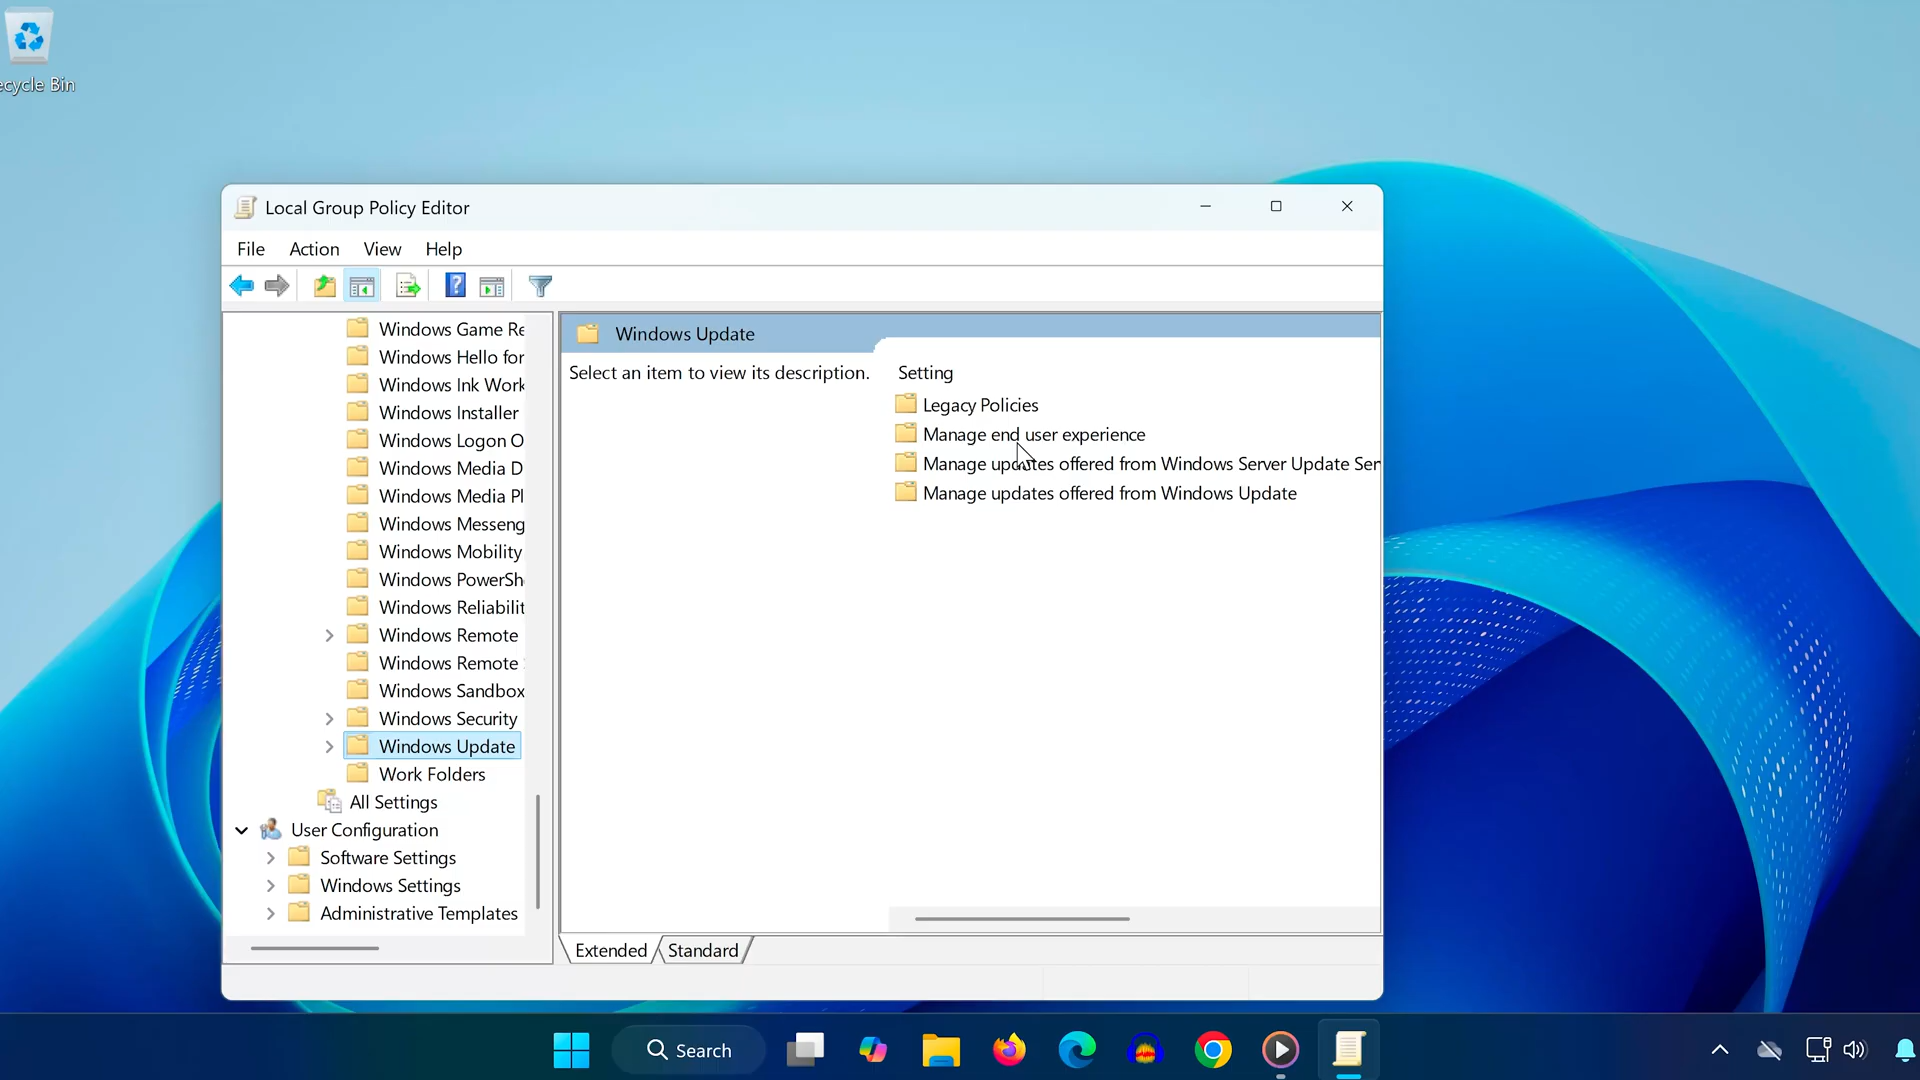 ecycle Bin
Local Group Policy Editor
File Action View Help
Windows Game Re
Windows Hello for
Windows Ink Work
Windows Installer
Windows Logon O
Windows Media D
Windows Media Pl
Windows Messeng
Windows Mobility
Windows PowerSh
Windows Reliabilit
Windows Remote
Windows Remote
Windows Sandbox
Windows Security
Windows Update
Work Folders
All Settings
User Configuration
Software Settings
Windows Settings
Administrative Templates
Windows Update
Select an item to view its description.
Setting
Legacy Policies
Manage end user experience
Manage updates offered from Windows Server Update Ser
Manage updates offered from Windows Update
Extended Standard
Search